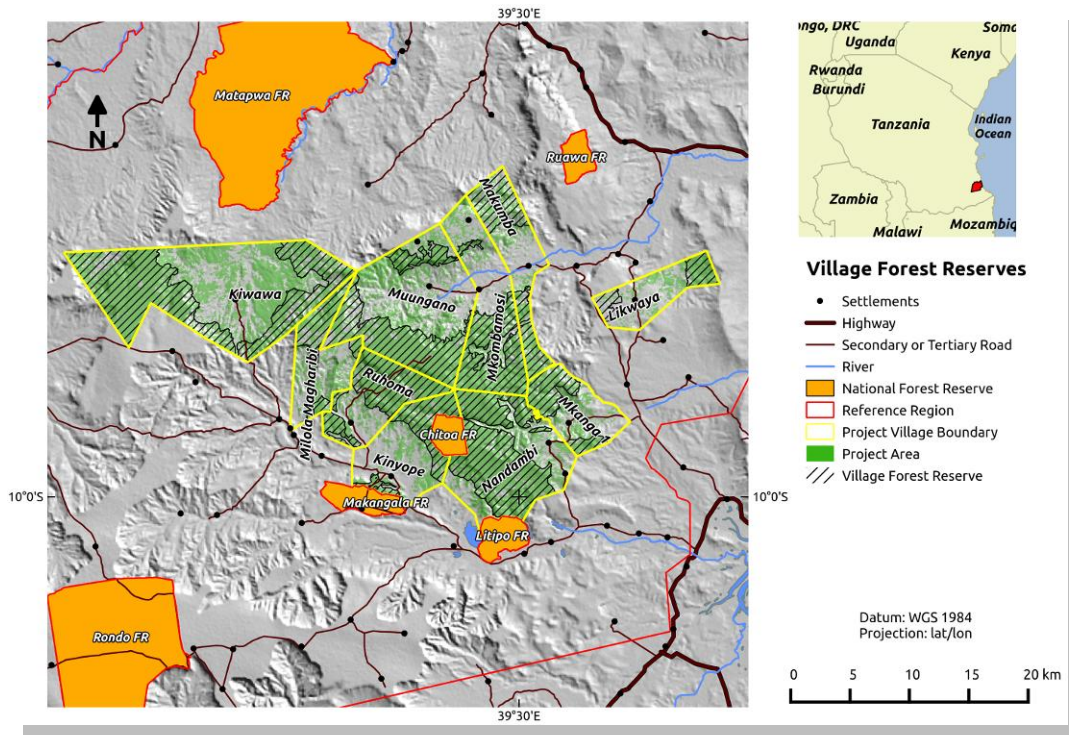 39°30'E
Matapwa FR
N
Ruawa FR
Makumba
Kiwawa
Muungano
Mkombamosi
Likwaya
Milola Magharibi
Ruhoma
Mkanga
Chitoa FR
Kinyope
Nandambi
10°0'S
10°0'S
Makangala FR
Litipo FR
Rondo FR
39°30'E
ongo, DRC
Soma
Uganda
Kenya
Rwanda
Burundi
Indian
Ocean
Tanzania
Zambia
Malawi
Mozambiq
Village Forest Reserves
Settlements
Highway
Secondary or Tertiary Road
River
National Forest Reserve
Reference Region
Project Village Boundary
Project Area
Village Forest Reserve
Datum: WGS 1984
Projection: lat/lon
0 5 10 15 20 km